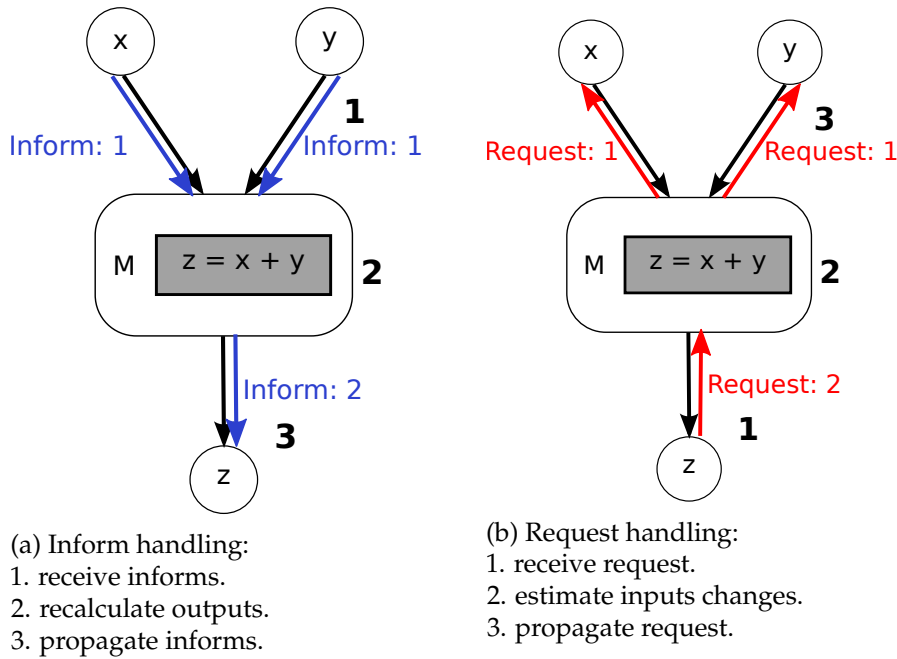 x
y
1
Inform: 1
Inform: 1
M
z = x + y
2
Inform: 2
3
z
(a) Inform handling:
1. receive informs.
2. recalculate outputs.
3. propagate informs.
x
y
3
Request: 1
Request: 1
M
z = x + y
2
Request: 2
1
z
(b) Request handling:
1. receive request.
2. estimate inputs changes.
3. propagate request.